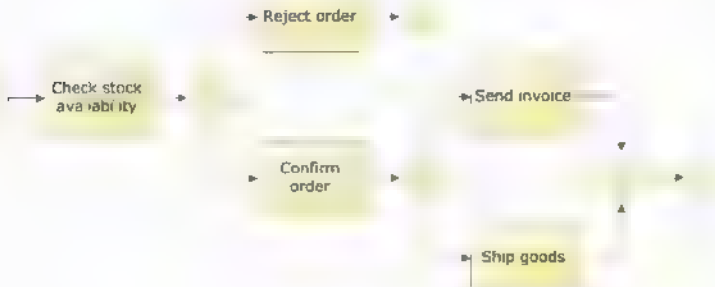 Reject order
Check stock
availability
Send invoice
Confirm
order
Ship goods